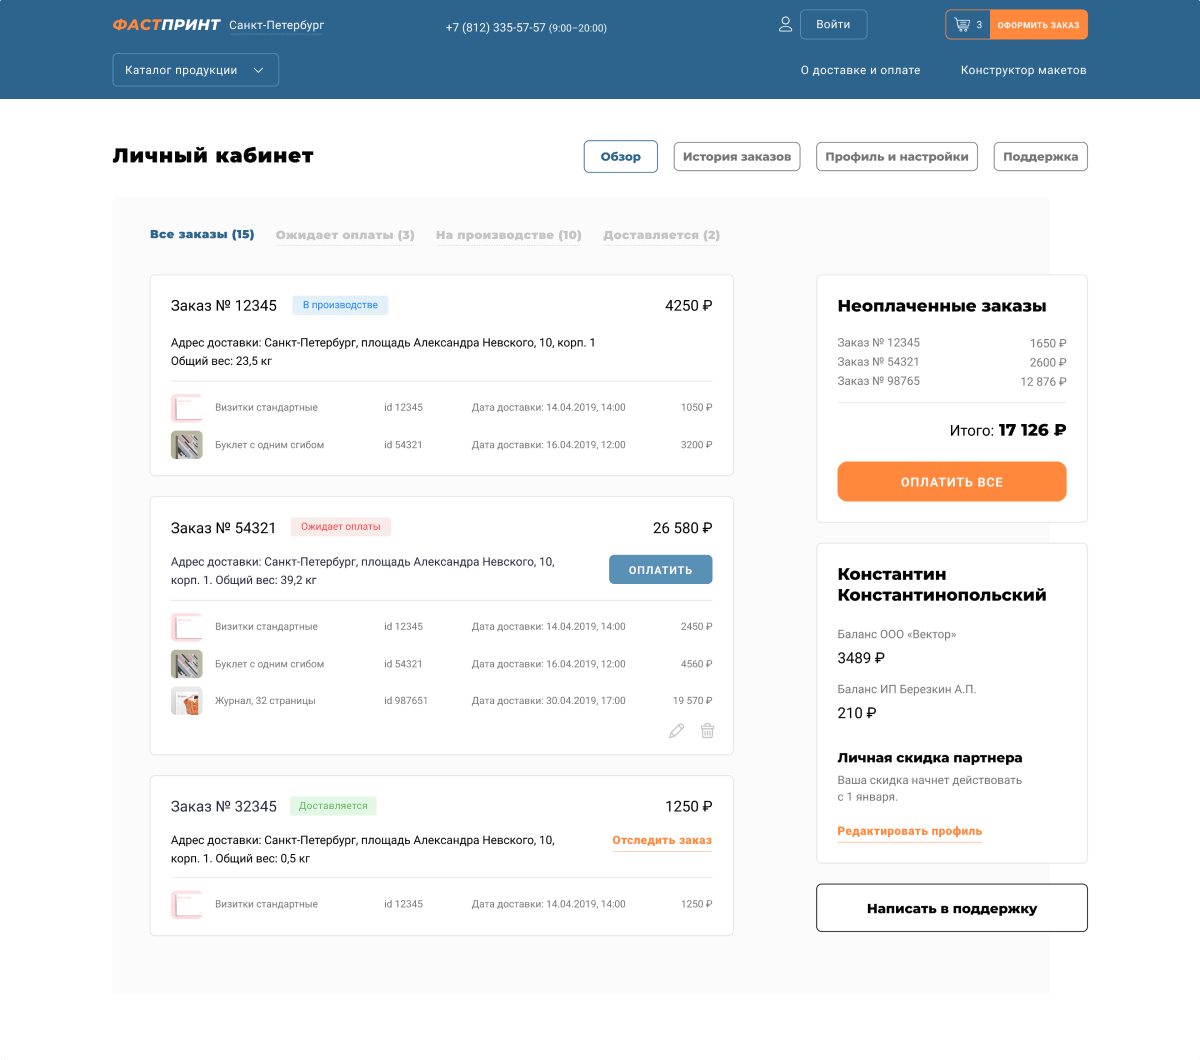 ФАСТПРИНТ Санкт-Петербург +7 (812) 335-57-57 (9:00–20:00) Войти 3 ОФОРМИТЬ ЗАКАЗ
Каталог продукции О доставке и оплате Конструктор макетов
Личный кабинет Обзор История заказов Профиль и настройки Поддержка
Все заказы (15) Ожидает оплаты (3) На производстве (10) Доставляется (2)
Заказ № 12345 В производстве 4250 ₽
Адрес доставки: Санкт-Петербург, площадь Александра Невского, 10, корп. 1
Общий вес: 23,5 кг
Визитки стандартные id 12345 Дата доставки: 14.04.2019, 14:00 1050 ₽
Буклет с одним сгибом id 54321 Дата доставки: 16.04.2019, 12:00 3200 ₽
Заказ № 54321 Ожидает оплаты 26 580 ₽
Адрес доставки: Санкт-Петербург, площадь Александра Невского, 10,
корп. 1. Общий вес: 39,2 кг
ОПЛАТИТЬ
Визитки стандартные id 12345 Дата доставки: 14.04.2019, 14:00 2450 ₽
Буклет с одним сгибом id 54321 Дата доставки: 16.04.2019, 12:00 4560 ₽
Журнал, 32 страницы id 987651 Дата доставки: 30.04.2019, 17:00 19 570 ₽
Заказ № 32345 Доставляется 1250 ₽
Адрес доставки: Санкт-Петербург, площадь Александра Невского, 10,
корп. 1. Общий вес: 0,5 кг
Отследить заказ
Визитки стандартные id 12345 Дата доставки: 14.04.2019, 14:00 1250 ₽
Неоплаченные заказы
Заказ № 12345 1650 ₽
Заказ № 54321 2600 ₽
Заказ № 98765 12 876 ₽
Итого: 17 126 ₽
ОПЛАТИТЬ ВСЕ
Константин
Константинопольский
Баланс ООО «Вектор»
3489 ₽
Баланс ИП Березкин А.П.
210 ₽
Личная скидка партнера
Ваша скидка начнет действовать
с 1 января.
Редактировать профиль
Написать в поддержку